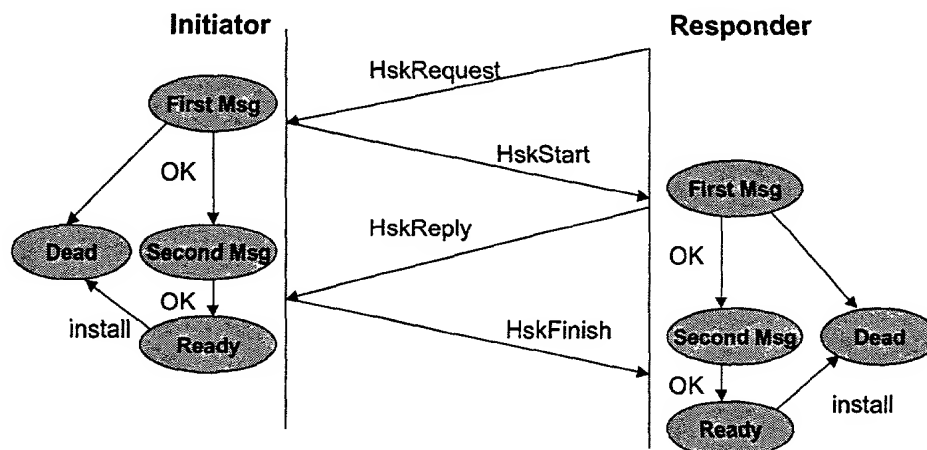 Initiator
Responder
HskRequest
First Msg
HskStart
OK
First Msg
HskReply
Dead
Second Msg
OK
OK
HskFinish
install
Ready
Second Msg
Dead
OK
install
Ready